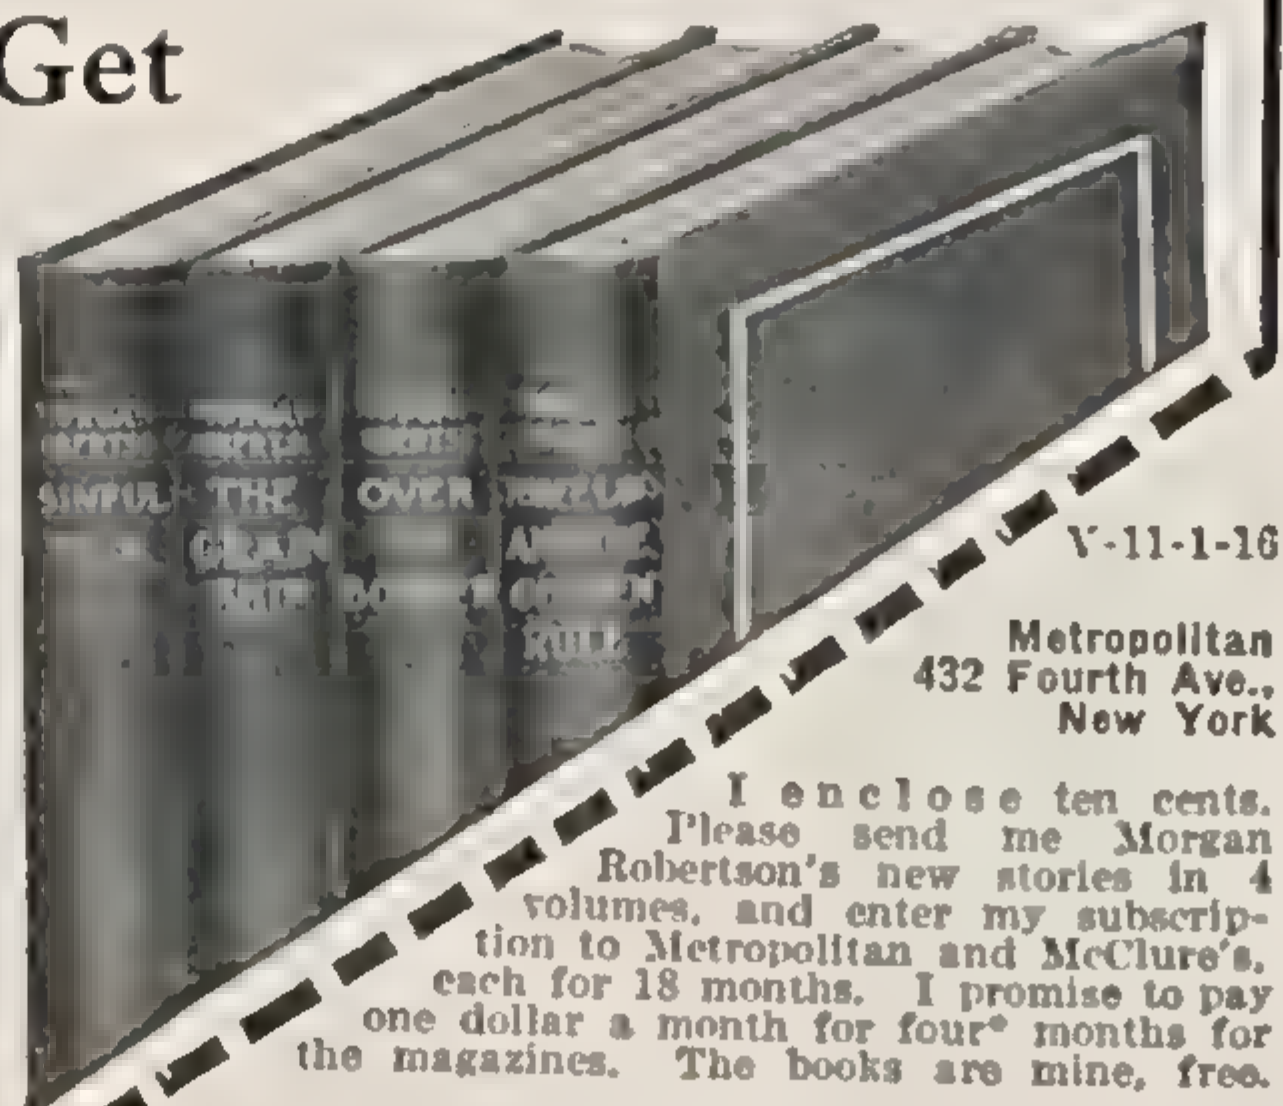 Get
SINFUL
THE
GRAIN
OVER
V-11-1-16
Metropolitan
432 Fourth Ave.,
New York
I enclose ten cents.
Please send me Morgan
Robertson's new stories in 4
volumes, and enter my subscrip-
tion to Metropolitan and McClure's,
each for 18 months. I promise to pay
one dollar a month for four* months for
the magazines. The books are mine, free.